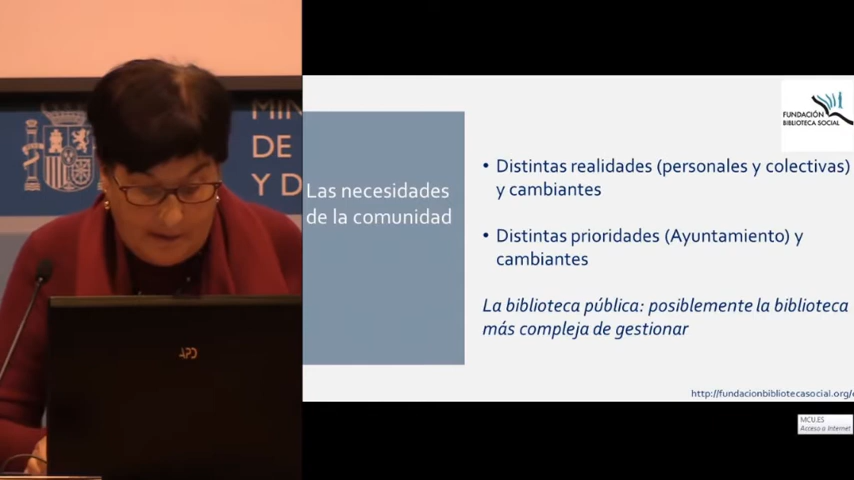 DE
Y D
APD
Las necesidades
de la comunidad
FUNDACIÓN
BIBLIOTECA SOCIAL
• Distintas realidades (personales y colectivas)
y cambiantes
• Distintas prioridades (Ayuntamiento) y
cambiantes
La biblioteca pública: posiblemente la biblioteca
más compleja de gestionar
http://fundacionbibliotecasocial.org/
MCU.ES
Acceso a Internet